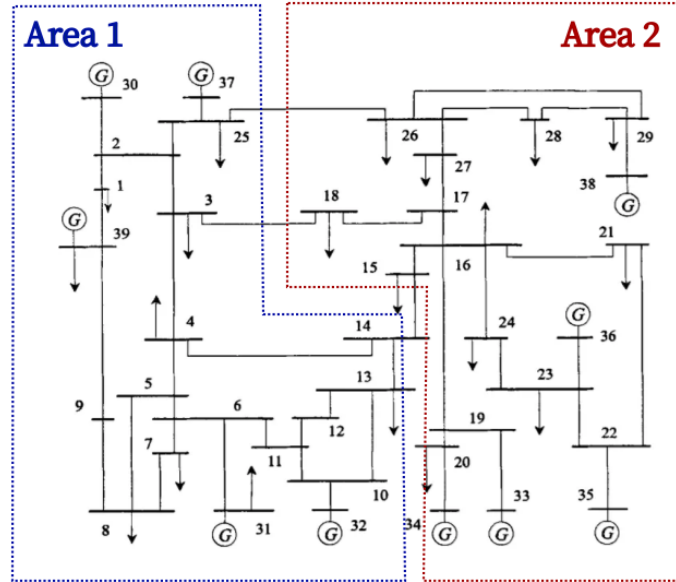 Area 1 Area 2
G G
30 37
25 26 28 29
2 27
1 38
3 18 17 G
G
39 21
15 16
G
4 14 24 36
5 13 23
9 6 19
7 12 22
11 20
10 33 35
8 G 31 G 32 34 G G G